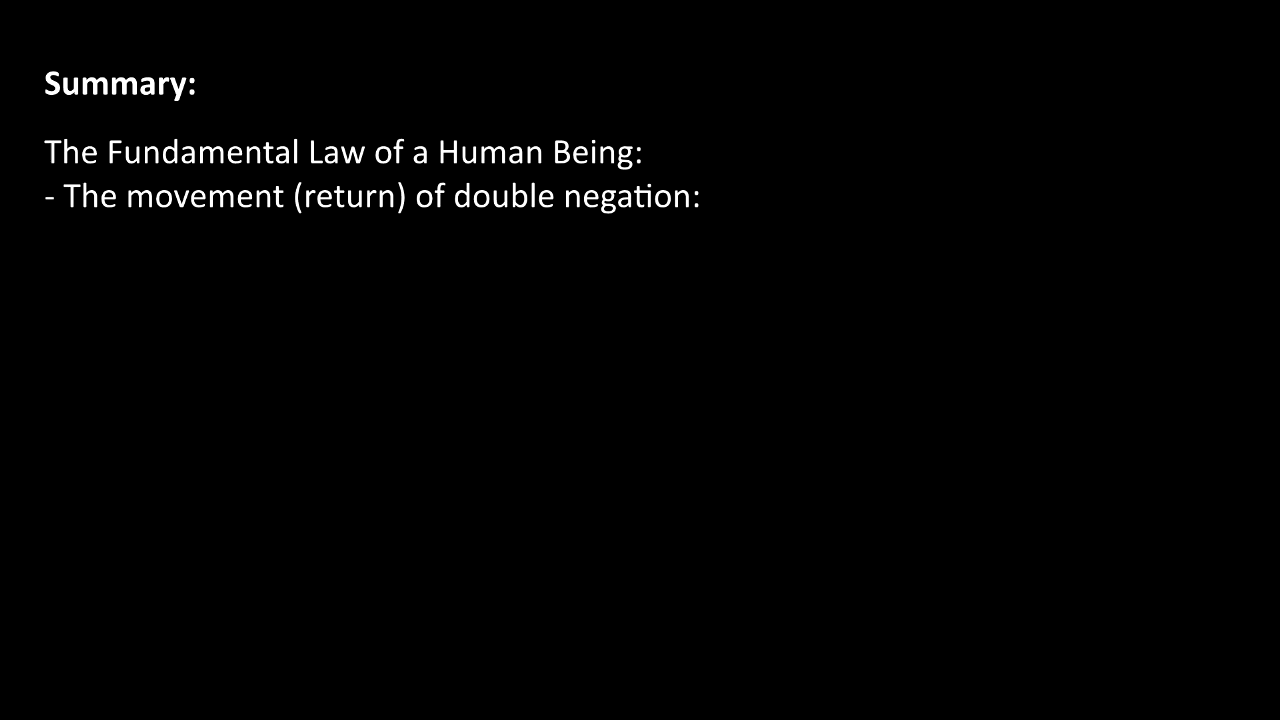 Summary:
The Fundamental Law of a Human Being:
- The movement (return) of double negation: